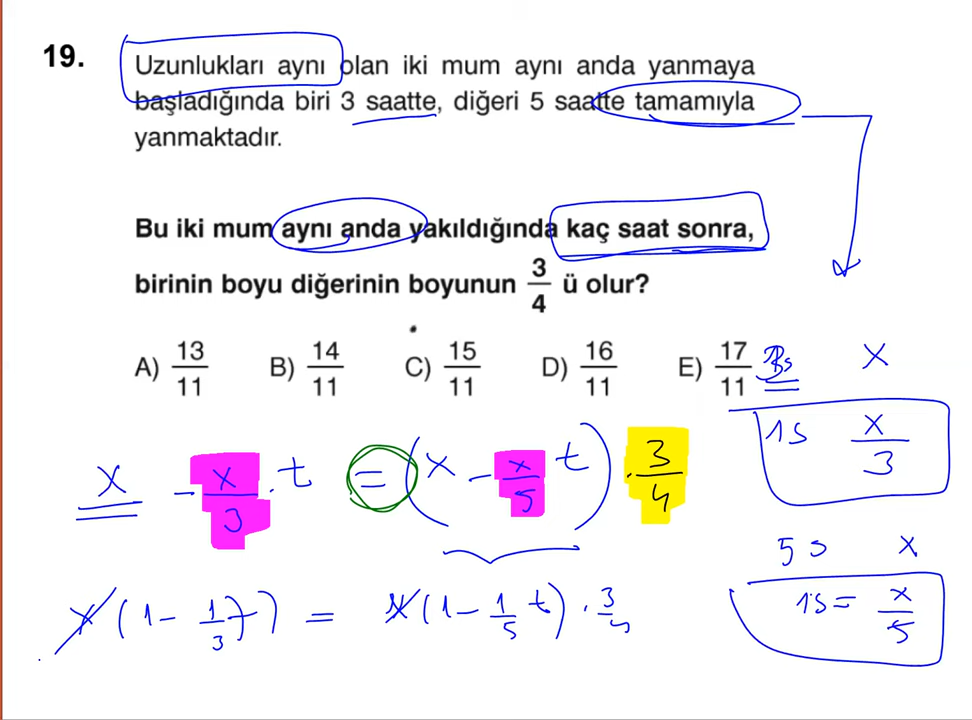 19.
Uzunlukları aynı olan iki mum aynı anda yanmaya
başladığında biri 3 saatte, diğeri 5 saatte tamamıyla
yanmaktadır.
Bu iki mum aynı anda yakıldığında kaç saat sonra,
birinin boyu diğerinin boyunun 3/4 ü olur?
A) 13/11 B) 14/11 C) 15/11 D) 16/11 E) 17/11
x
1s x/3
x - x/3 . t = (x - x/5 t) . 3/4
5s x
1s = x/5
x(1 - 1/3 t) = x(1 - 1/5 t) . 3/4